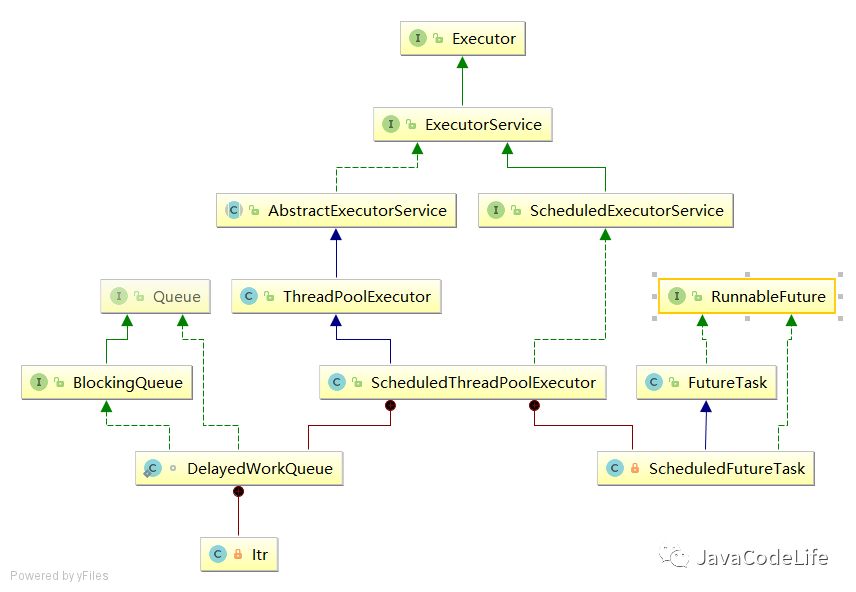 I Executor
I ExecutorService
C AbstractExecutorService
I ScheduledExecutorService
I Queue
C ThreadPoolExecutor
I RunnableFuture
I BlockingQueue
C ScheduledThreadPoolExecutor
C FutureTask
C DelayedWorkQueue
C ScheduledFutureTask
C Itr
JavaCodeLife
Powered by yFiles